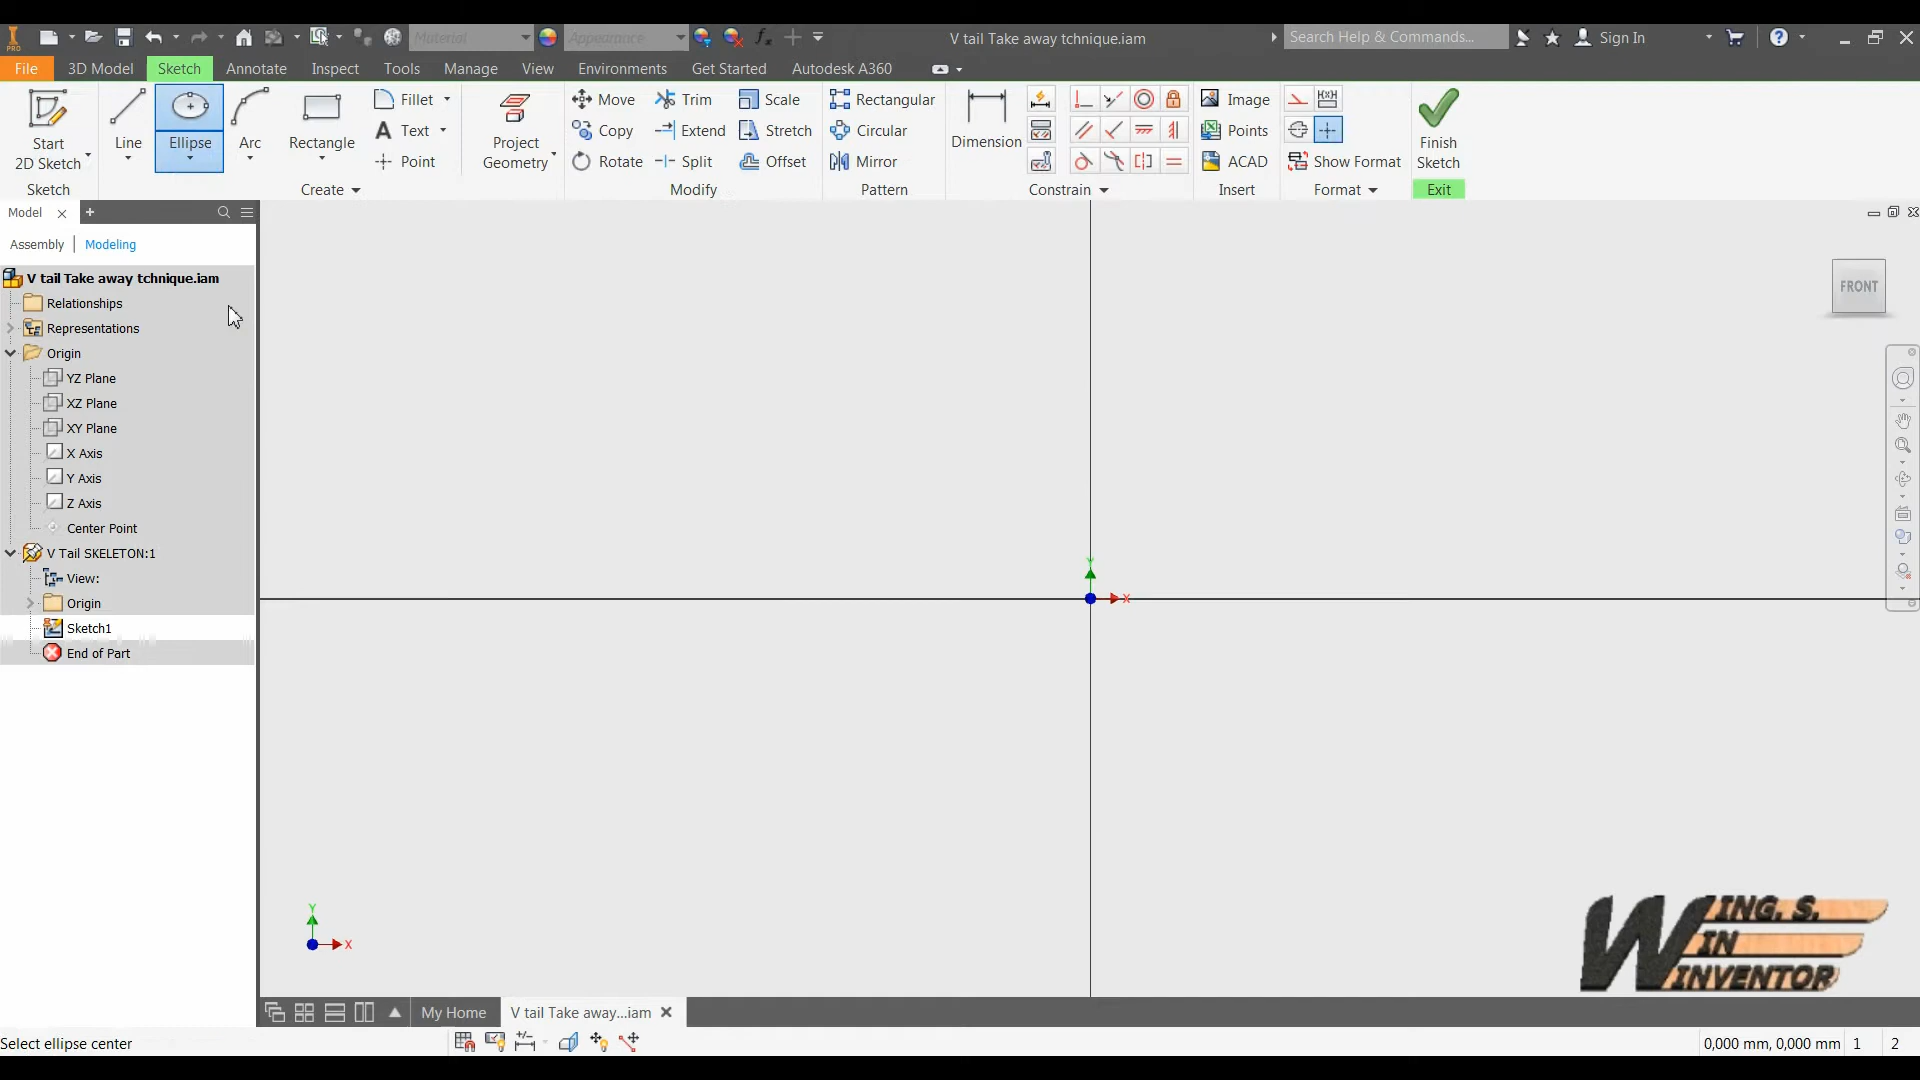 PRO
Material
Appearance
V tail Take away tchnique.iam
Search Help & Commands...
Sign In
File
3D Model
Sketch
Annotate
Inspect
Tools
Manage
View
Environments
Get Started
Autodesk A360
Start
2D Sketch
Line
Ellipse
Arc
Rectangle
Fillet
Text
Point
Project
Geometry
Move
Copy
Rotate
Trim
Extend
Split
Scale
Stretch
Offset
Rectangular
Circular
Mirror
Dimension
Image
Points
ACAD
Show Format
Finish
Sketch
Sketch
Create
Modify
Pattern
Constrain
Insert
Format
Exit
Model
Assembly
Modeling
V tail Take away tchnique.iam
Relationships
Representations
Origin
YZ Plane
XZ Plane
XY Plane
X Axis
Y Axis
Z Axis
Center Point
V Tail SKELETON:1
View:
Origin
Sketch1
End of Part
FRONT
Y
X
Y
X
WING. S.
IN
INVENTOR
My Home
V tail Take away...iam
Select ellipse center
0,000 mm, 0,000 mm
1
2